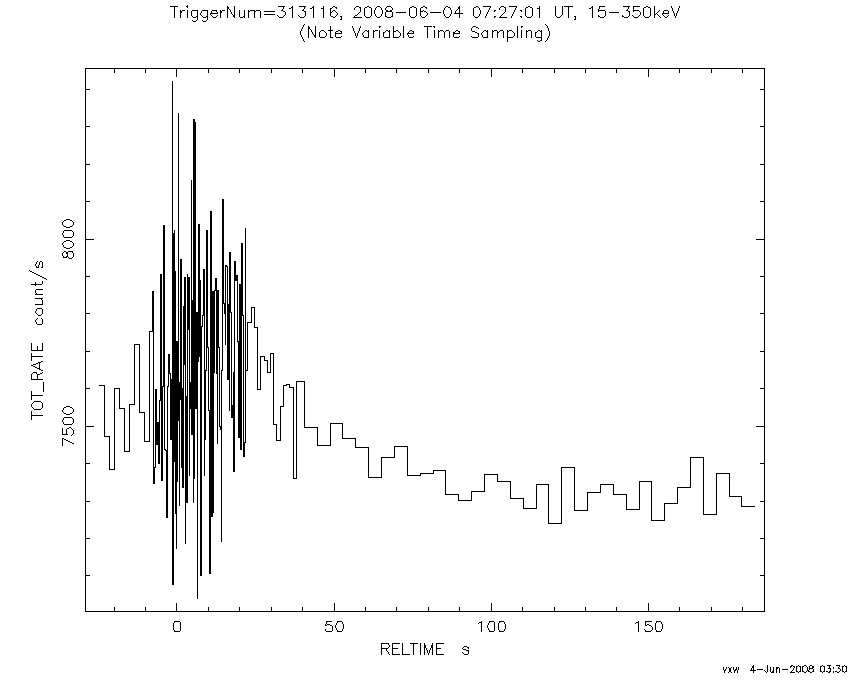 TriggerNum=313116, 2008-06-04 07:27:01 UT, 15-350keV
(Note Variable Time Sampling)
TOT_RATE count/s
8000
7500
0 50 100 150
RELTIME s
vxw 4-Jun-2008 03:30